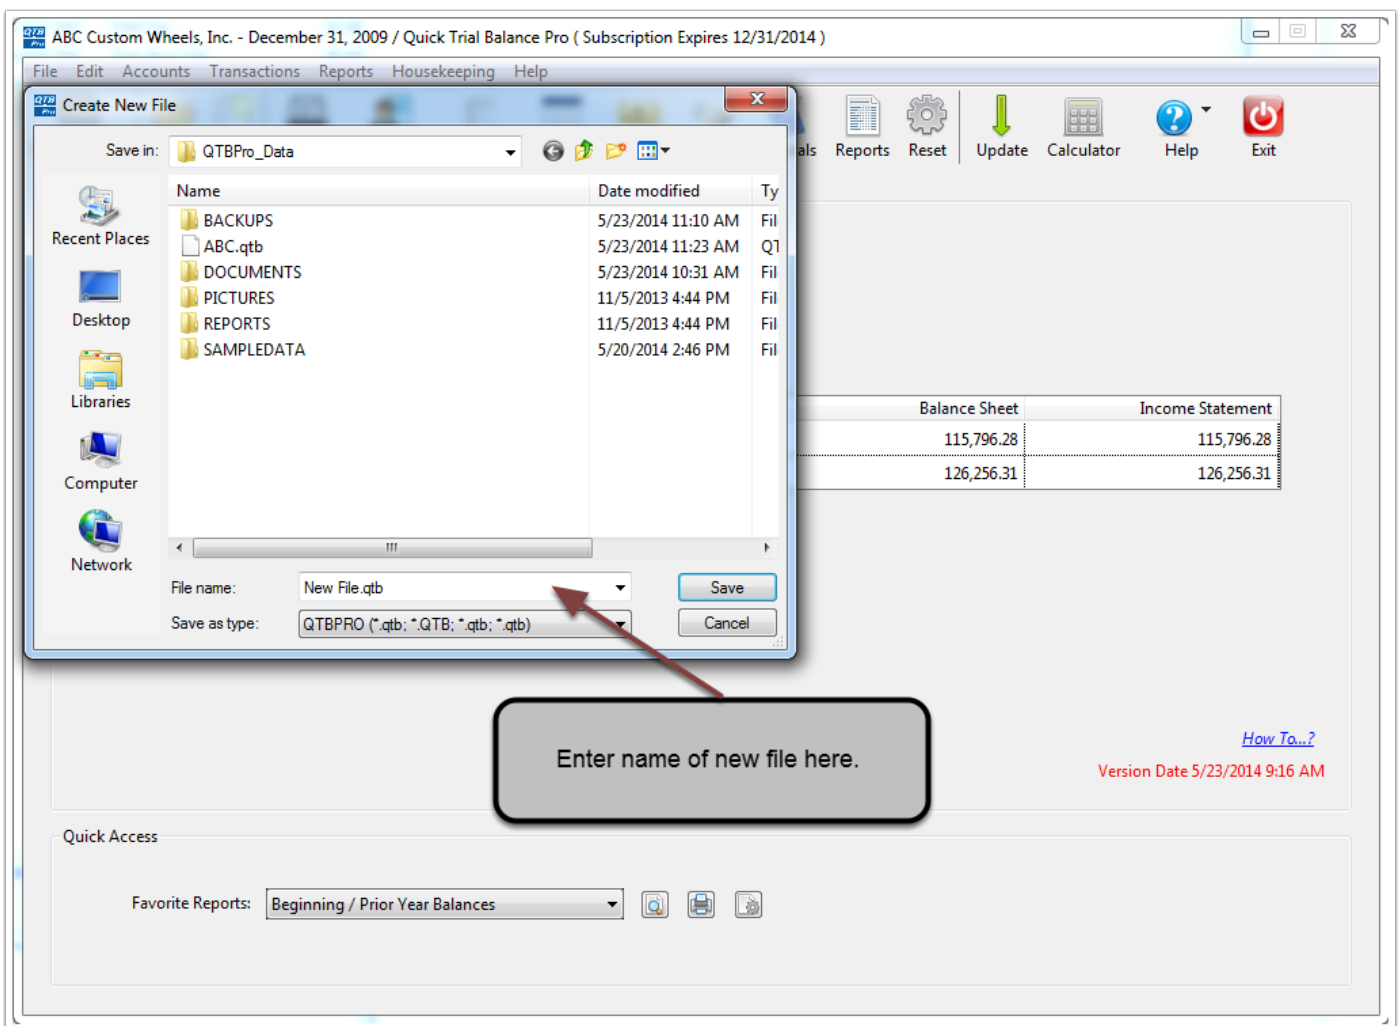 QTB Pro ABC Custom Wheels, Inc. - December 31, 2009 / Quick Trial Balance Pro ( Subscription Expires 12/31/2014 )
File Edit Accounts Transactions Reports Housekeeping Help
QTB Pro Create New File
Save in: QTBPro_Data
als Reports Reset Update Calculator Help Exit
Name Date modified Ty
BACKUPS 5/23/2014 11:10 AM Fil
ABC.qtb 5/23/2014 11:23 AM QT
DOCUMENTS 5/23/2014 10:31 AM Fil
PICTURES 11/5/2013 4:44 PM Fil
REPORTS 11/5/2013 4:44 PM Fil
SAMPLEDATA 5/20/2014 2:46 PM Fil
Recent Places
Desktop
Libraries
Computer
Network
Balance Sheet Income Statement
115,796.28 115,796.28
126,256.31 126,256.31
File name: New File.qtb Save
Save as type: QTBPRO (*.qtb; *.QTB; *.qtb; *.qtb) Cancel
Enter name of new file here.
How To...?
Version Date 5/23/2014 9:16 AM
Quick Access
Favorite Reports: Beginning / Prior Year Balances